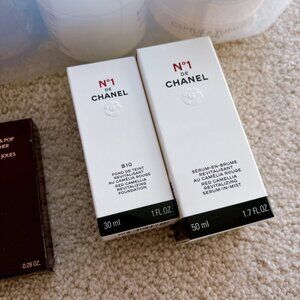 N°1
DE
CHANEL
B10
FOND DE TEINT
REVITALISANT
AU CAMÉLIA ROUGE
RED CAMELLIA
REVITALIZING
FOUNDATION
30 ml
1 FL.OZ.
N°1
DE
CHANEL
SÉRUM-EN-BRUME
REVITALISANT
AU CAMÉLIA ROUGE
RED CAMELLIA
REVITALIZING
SERUM-IN-MIST
50 ml
1,7 FL.OZ.
POP
JOLES
0.28 OZ.